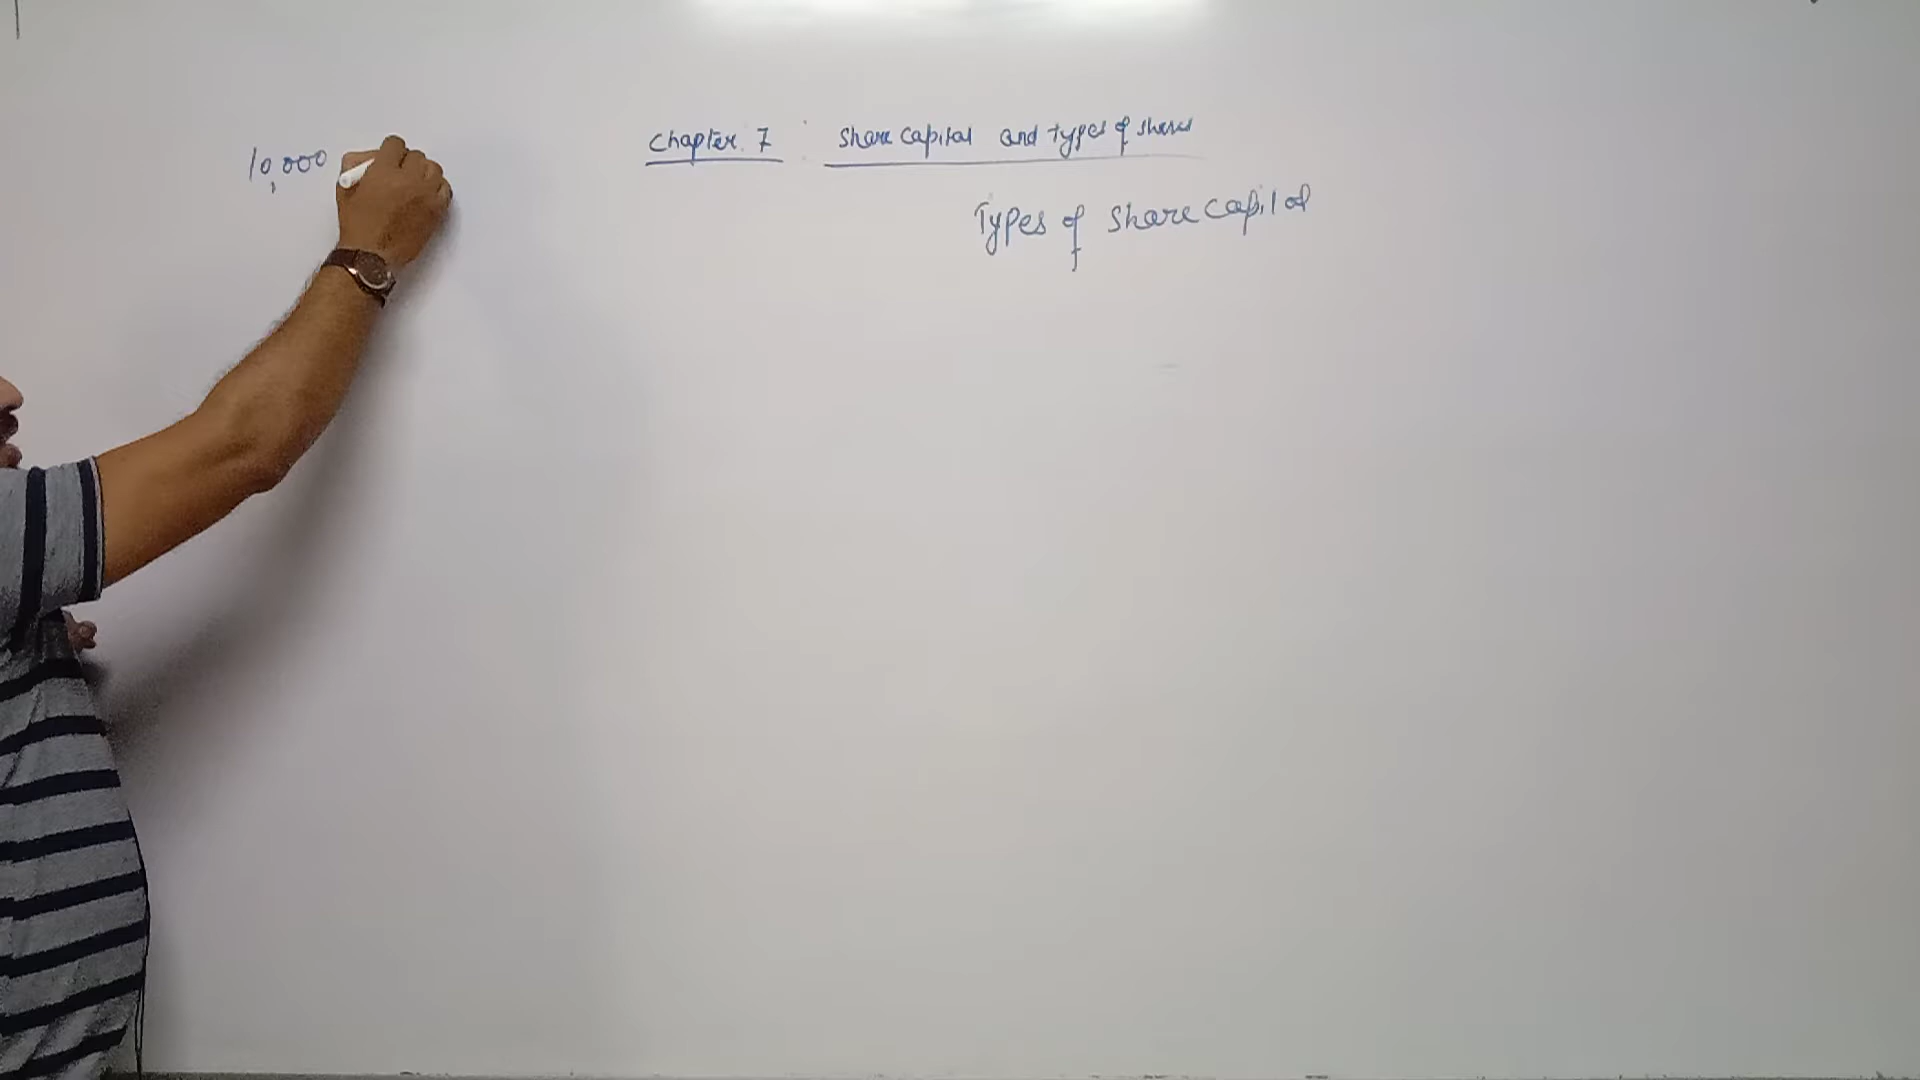 Chapter 7 : Share Capital and types of shares
10,000
Types of Share Capital